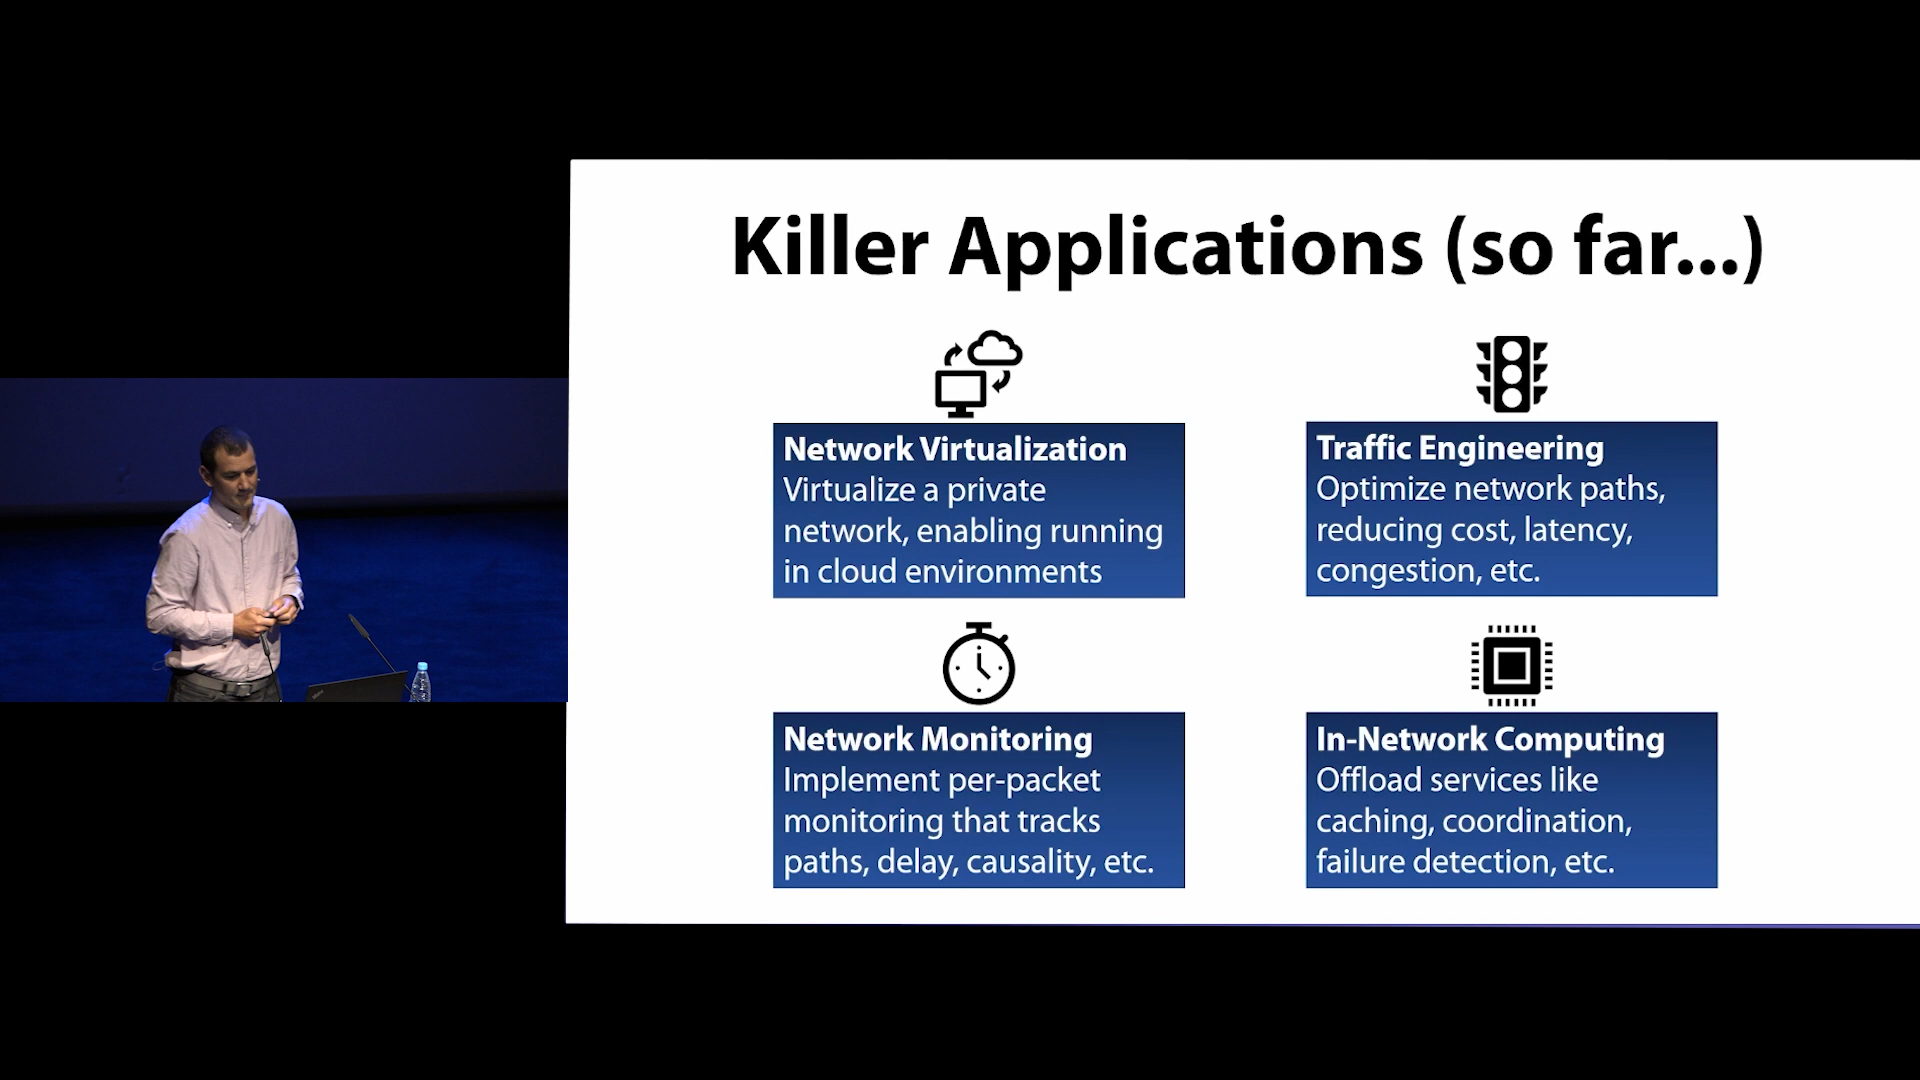 Killer Applications (so far...)
Network Virtualization
Virtualize a private
network, enabling running
in cloud environments
Traffic Engineering
Optimize network paths,
reducing cost, latency,
congestion, etc.
Network Monitoring
Implement per-packet
monitoring that tracks
paths, delay, causality, etc.
In-Network Computing
Offload services like
caching, coordination,
failure detection, etc.